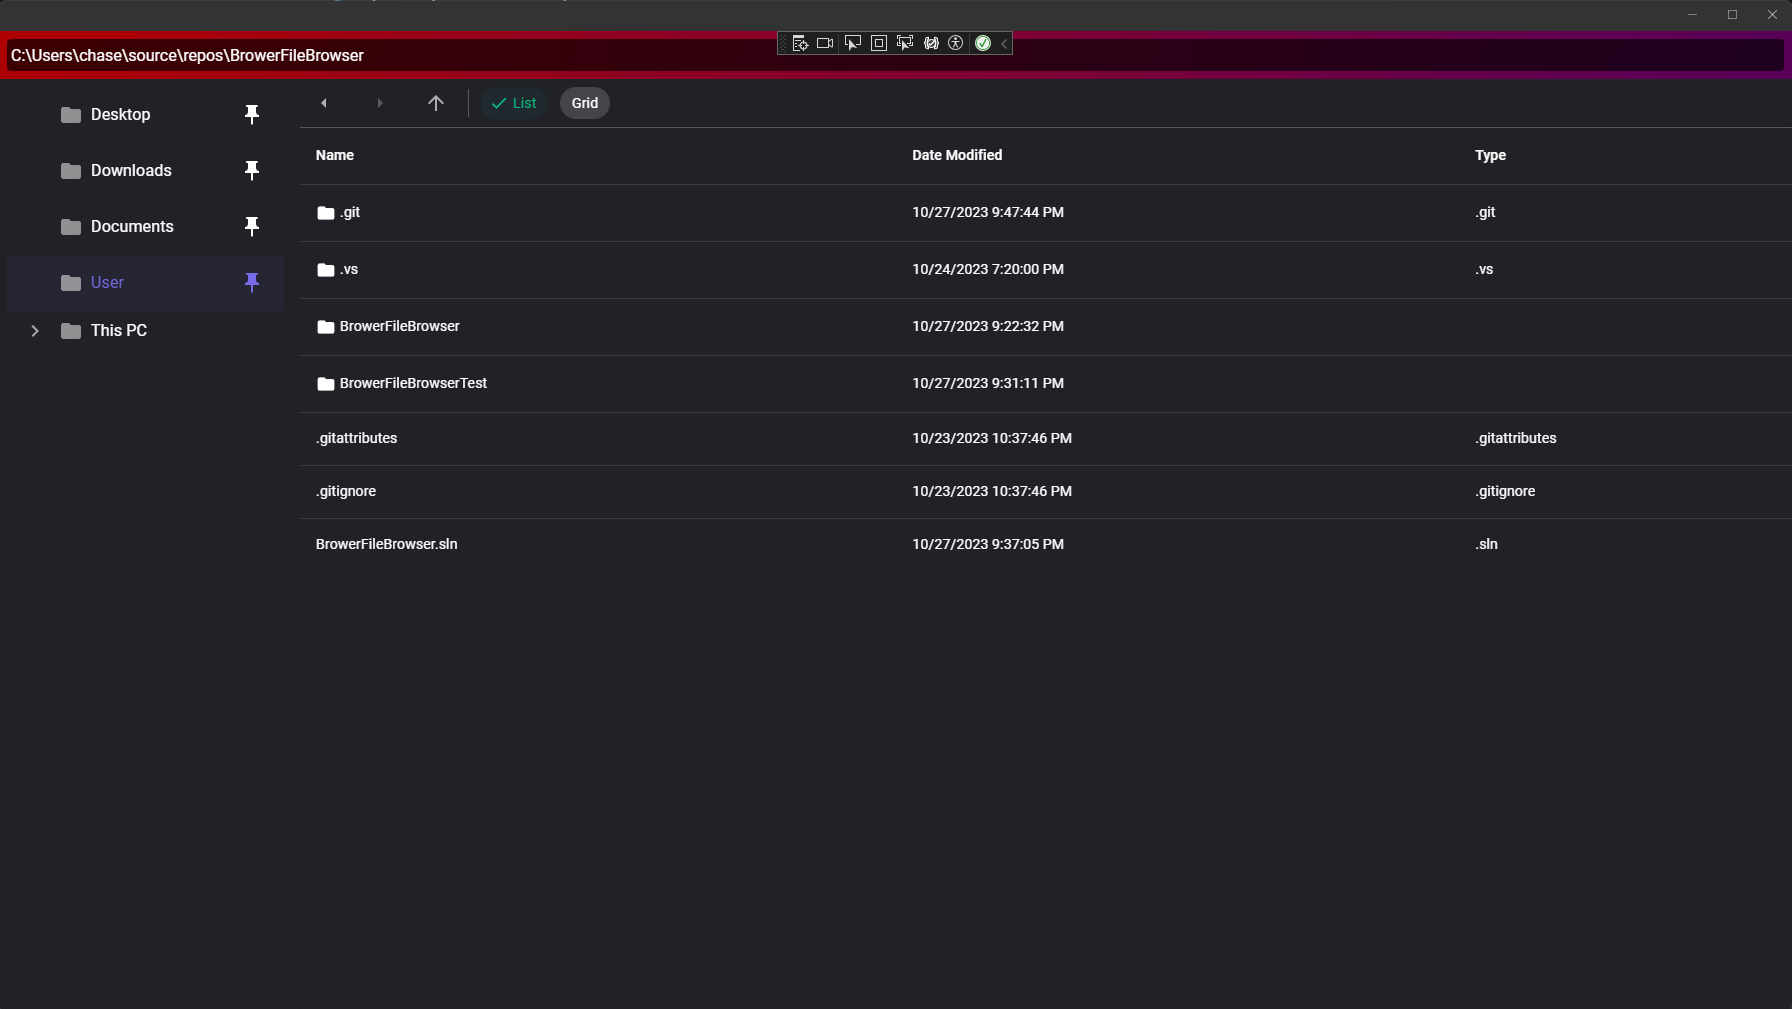 C:\Users\chase\source\repos\BrowerFileBrowser
Desktop
Downloads
Documents
User
This PC
List Grid
Name Date Modified Type
.git 10/27/2023 9:47:44 PM .git
.vs 10/24/2023 7:20:00 PM .vs
BrowerFileBrowser 10/27/2023 9:22:32 PM
BrowerFileBrowserTest 10/27/2023 9:31:11 PM
.gitattributes 10/23/2023 10:37:46 PM .gitattributes
.gitignore 10/23/2023 10:37:46 PM .gitignore
BrowerFileBrowser.sln 10/27/2023 9:37:05 PM .sln